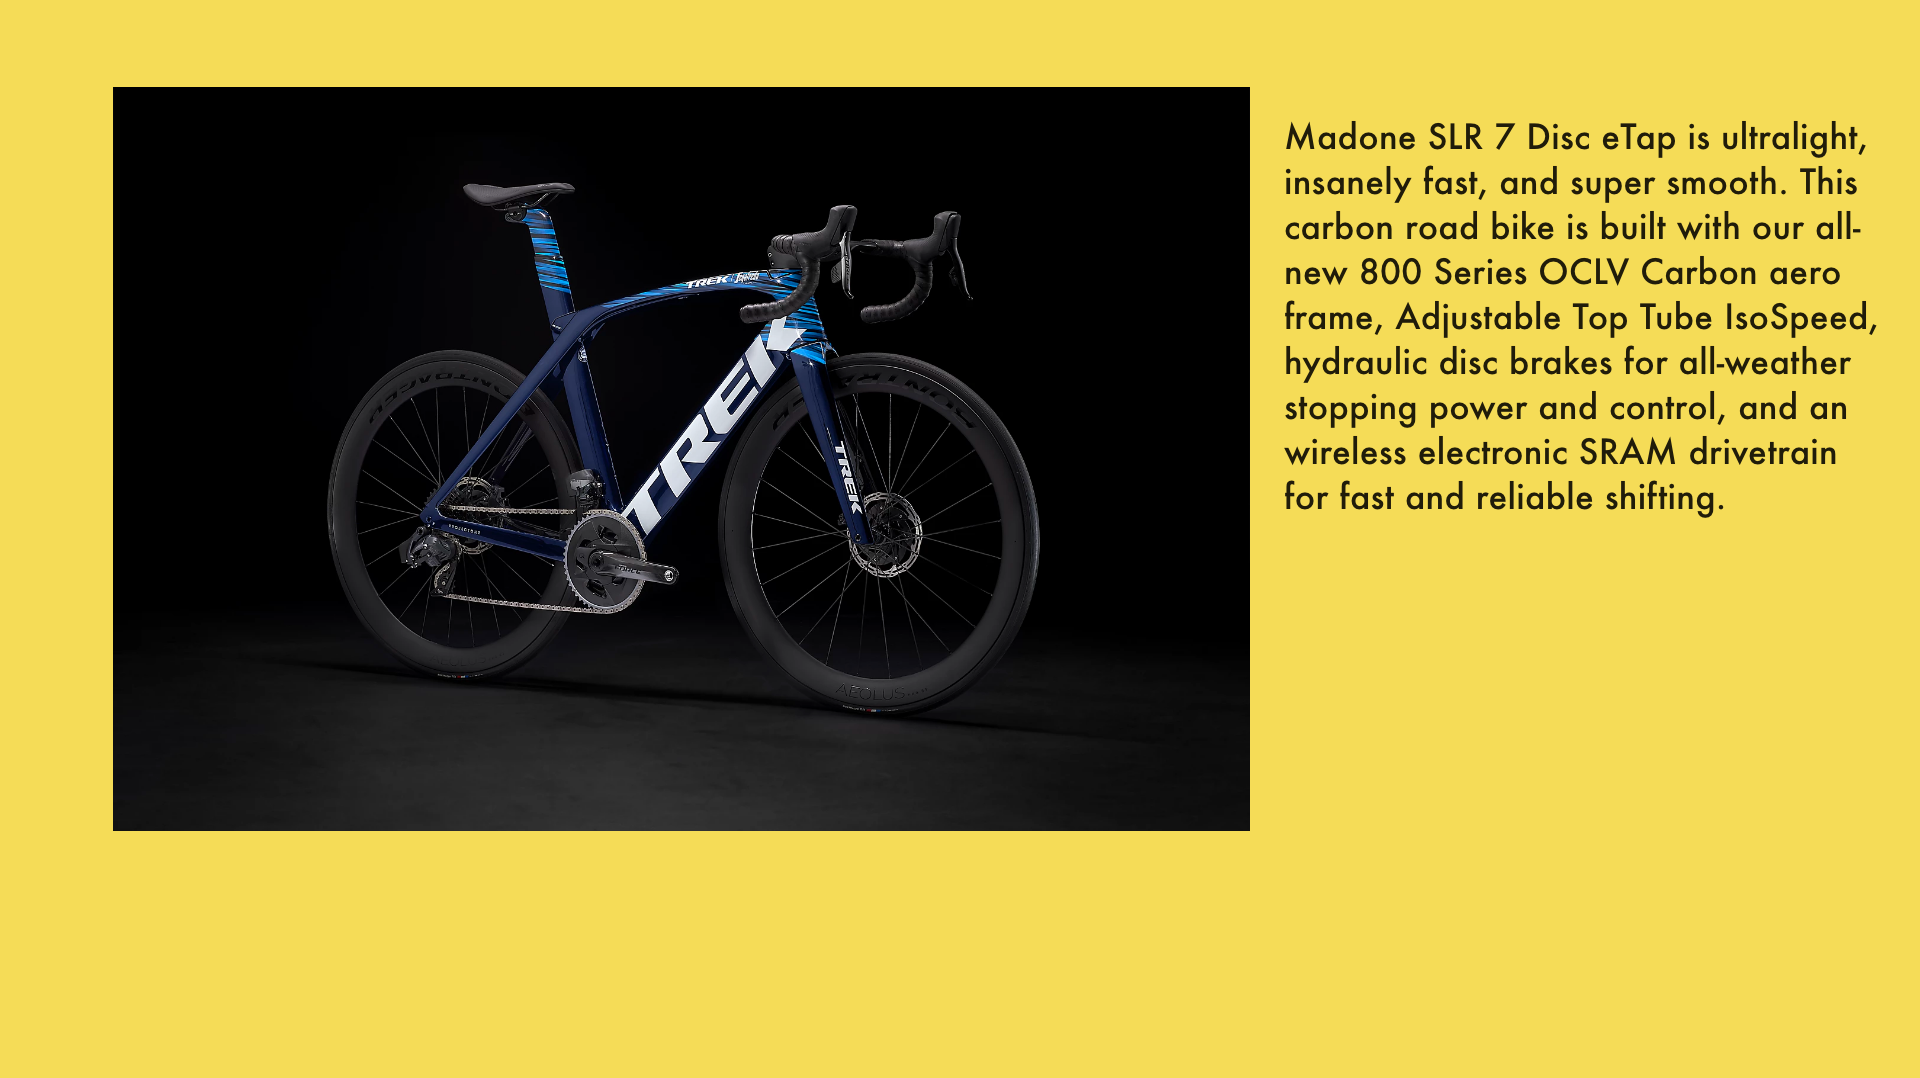 TREK
TREK
TREK
AEOLUS
Madone SLR 7 Disc eTap is ultralight,
insanely fast, and super smooth. This
carbon road bike is built with our all-
new 800 Series OCLV Carbon aero
frame, Adjustable Top Tube IsoSpeed,
hydraulic disc brakes for all-weather
stopping power and control, and an
wireless electronic SRAM drivetrain
for fast and reliable shifting.